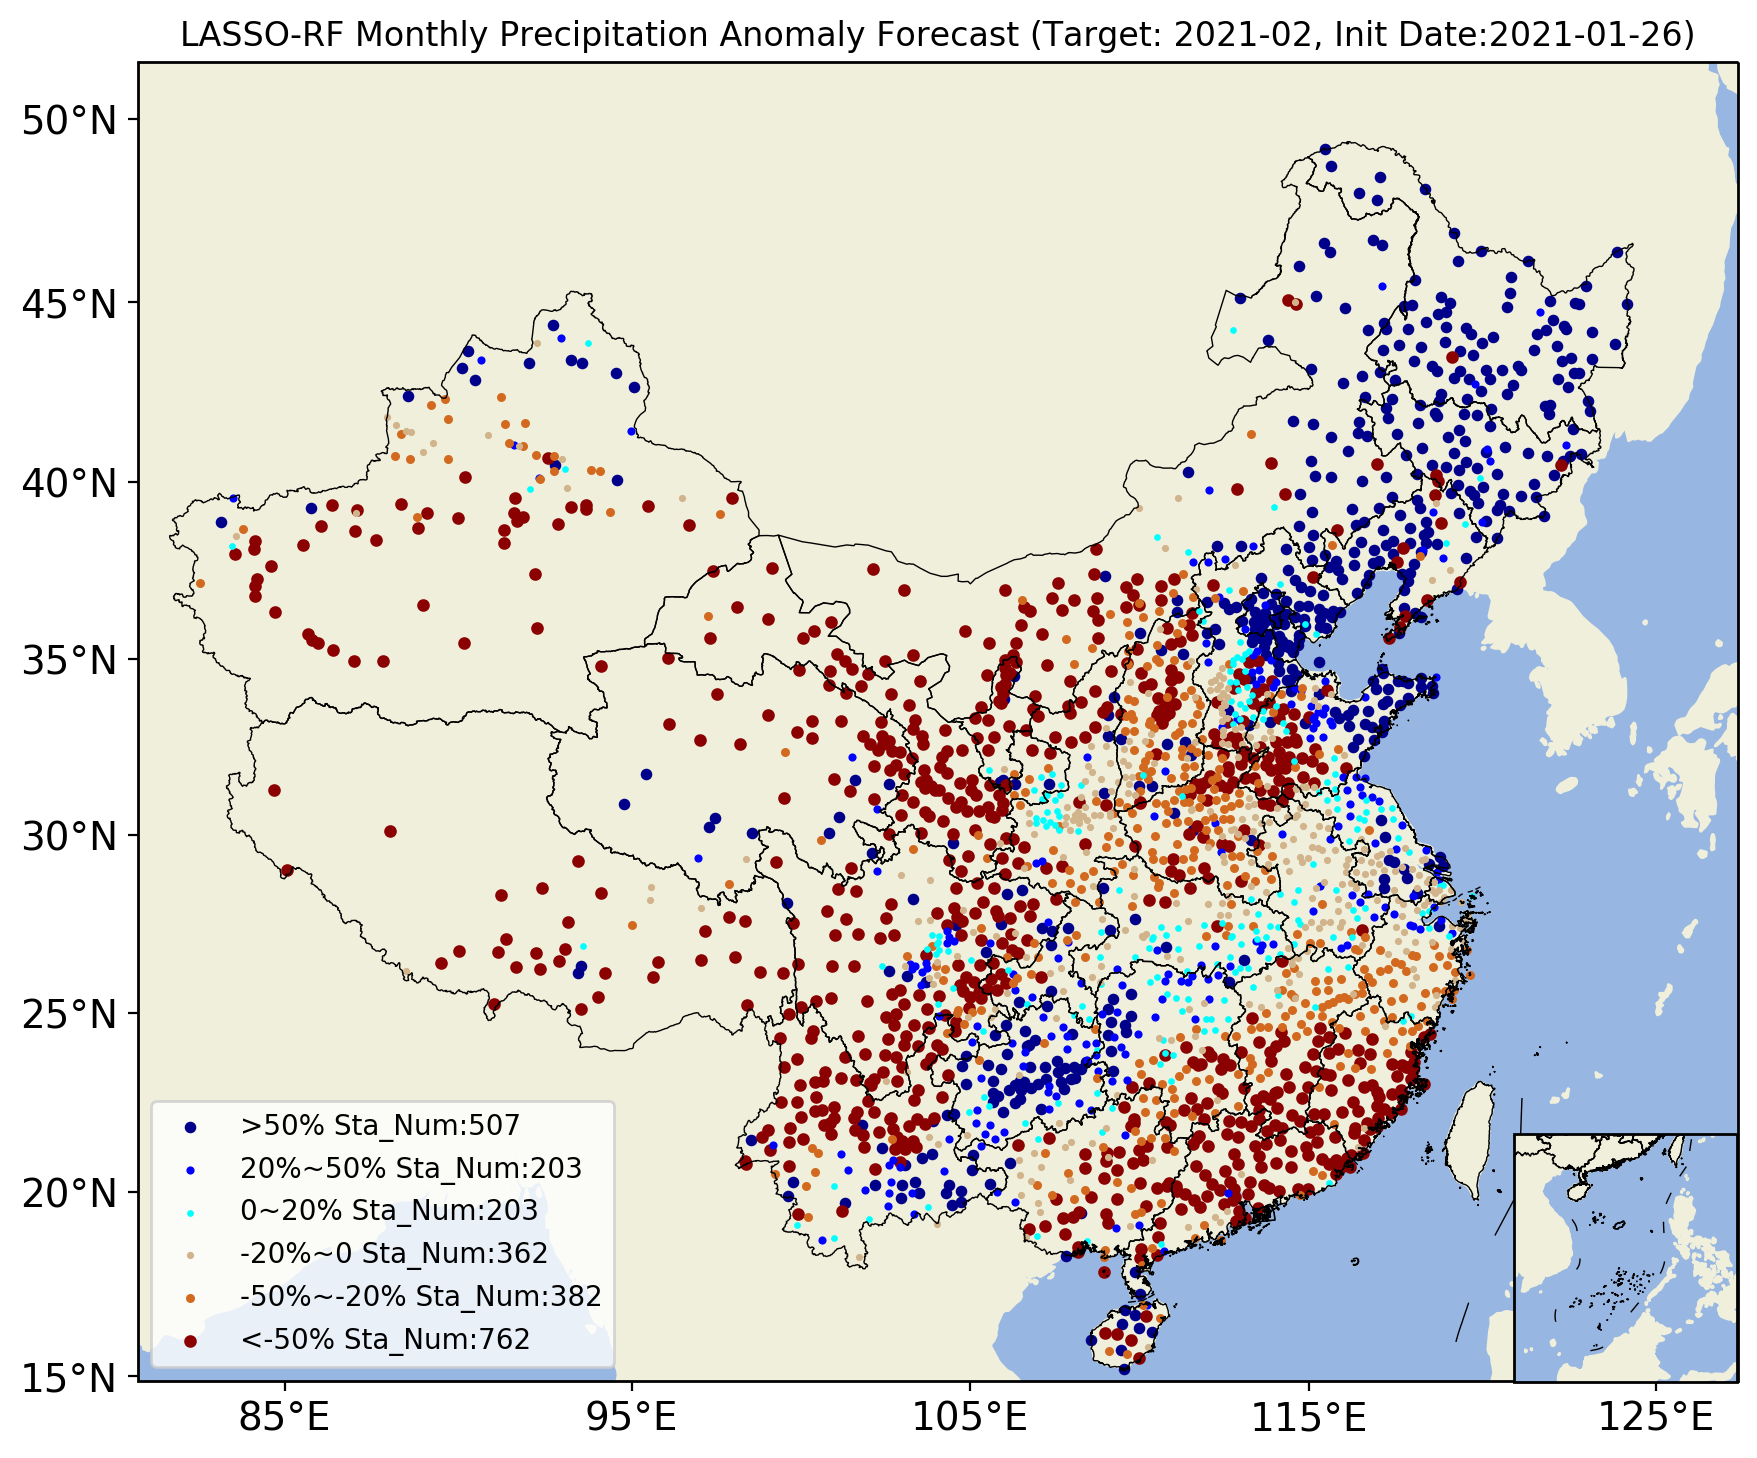 LASSO-RF Monthly Precipitation Anomaly Forecast (Target: 2021-02, Init Date:2021-01-26)
50°N
45°N
40°N
35°N
30°N
25°N
20°N
15°N
>50% Sta_Num:507
20%~50% Sta_Num:203
0~20% Sta_Num:203
-20%~0 Sta_Num:362
-50%~-20% Sta_Num:382
<-50% Sta_Num:762
85°E
95°E
105°E
115°E
125°E